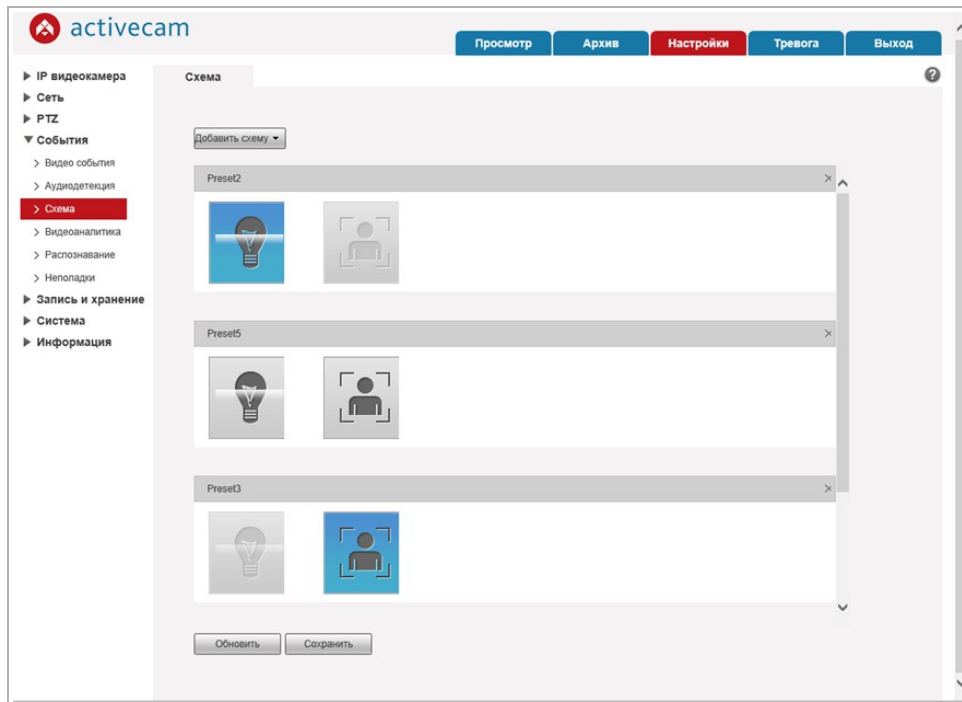 activecam
Просмотр
Архив
Настройки
Тревога
Выход
IP видеокамера
Сеть
PTZ
События
Видео события
Аудиодетекция
Схема
Видеоаналитика
Распознавание
Неполадки
Запись и хранение
Система
Информация
Схема
?
Добавить схему
Preset2
Preset5
Preset3
Обновить
Сохранить